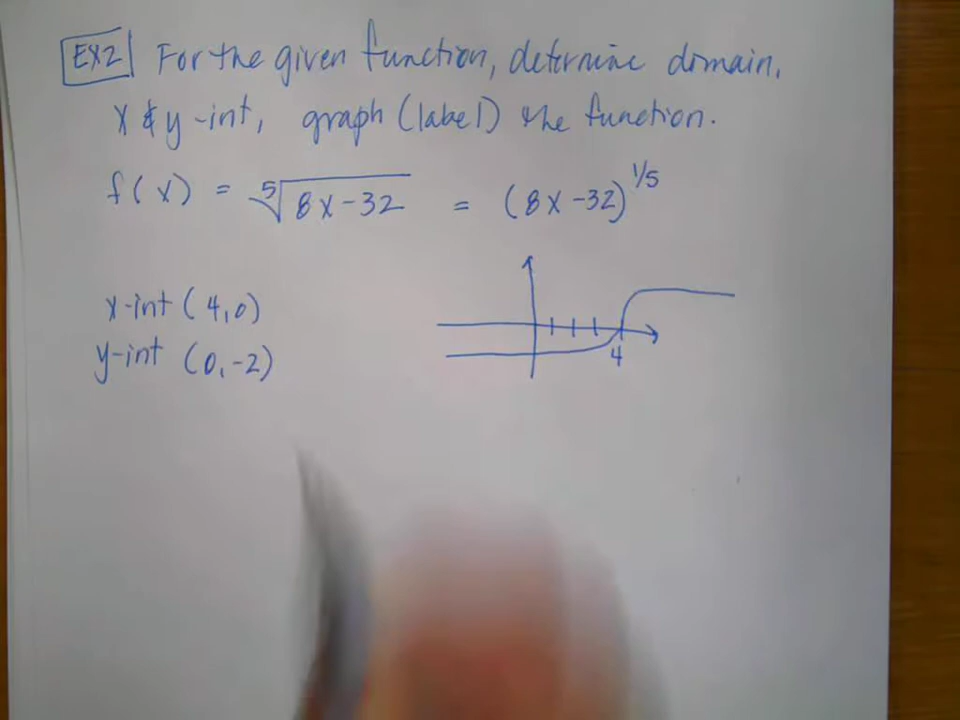 EX2 For the given function, determine domain,
x & y-int, graph (label) the function.
f(x) = ⁵√(8x-32) = (8x-32)^1/5
x-int (4,0)
y-int (0,-2)
4